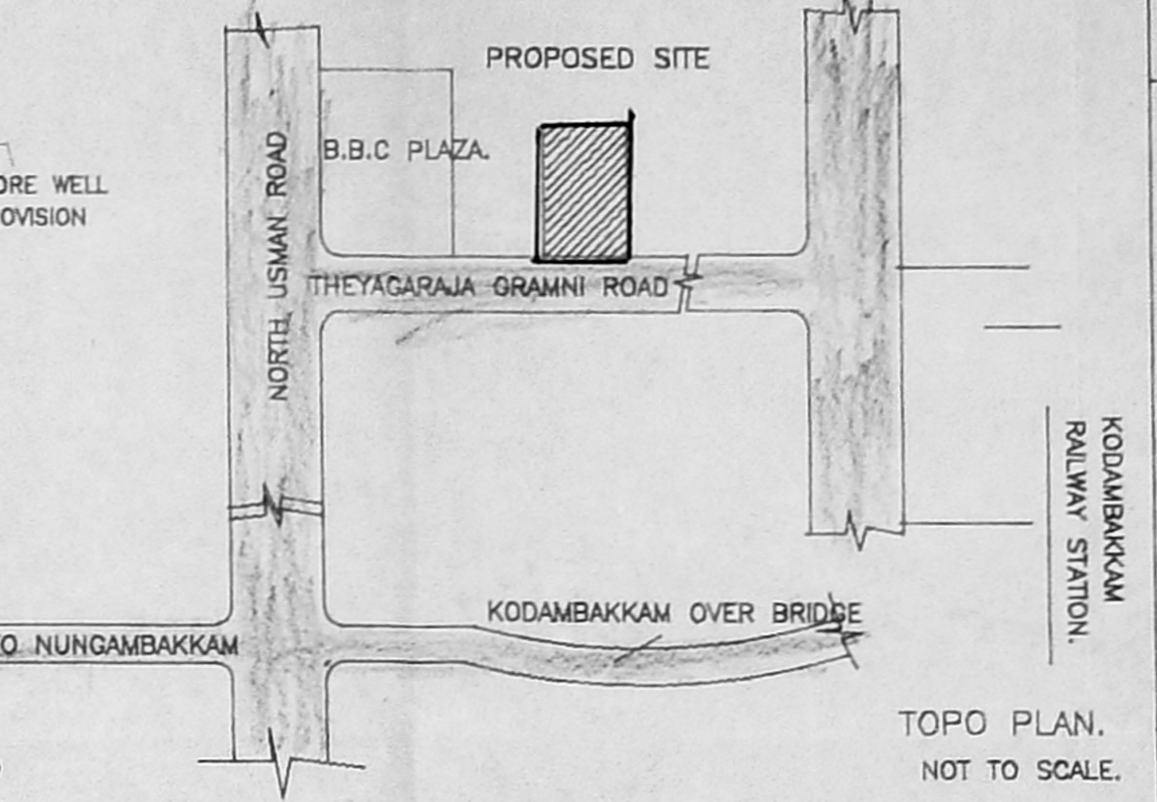 PROPOSED SITE
B.B.C PLAZA.
ORE WELL
OVISION
NORTH USMAN ROAD
THEYAGARAJA GRAMNI ROAD
KODAMBAKKAM
RAILWAY STATION.
KODAMBAKKAM OVER BRIDGE
O NUNGAMBAKKAM
TOPO PLAN.
NOT TO SCALE.